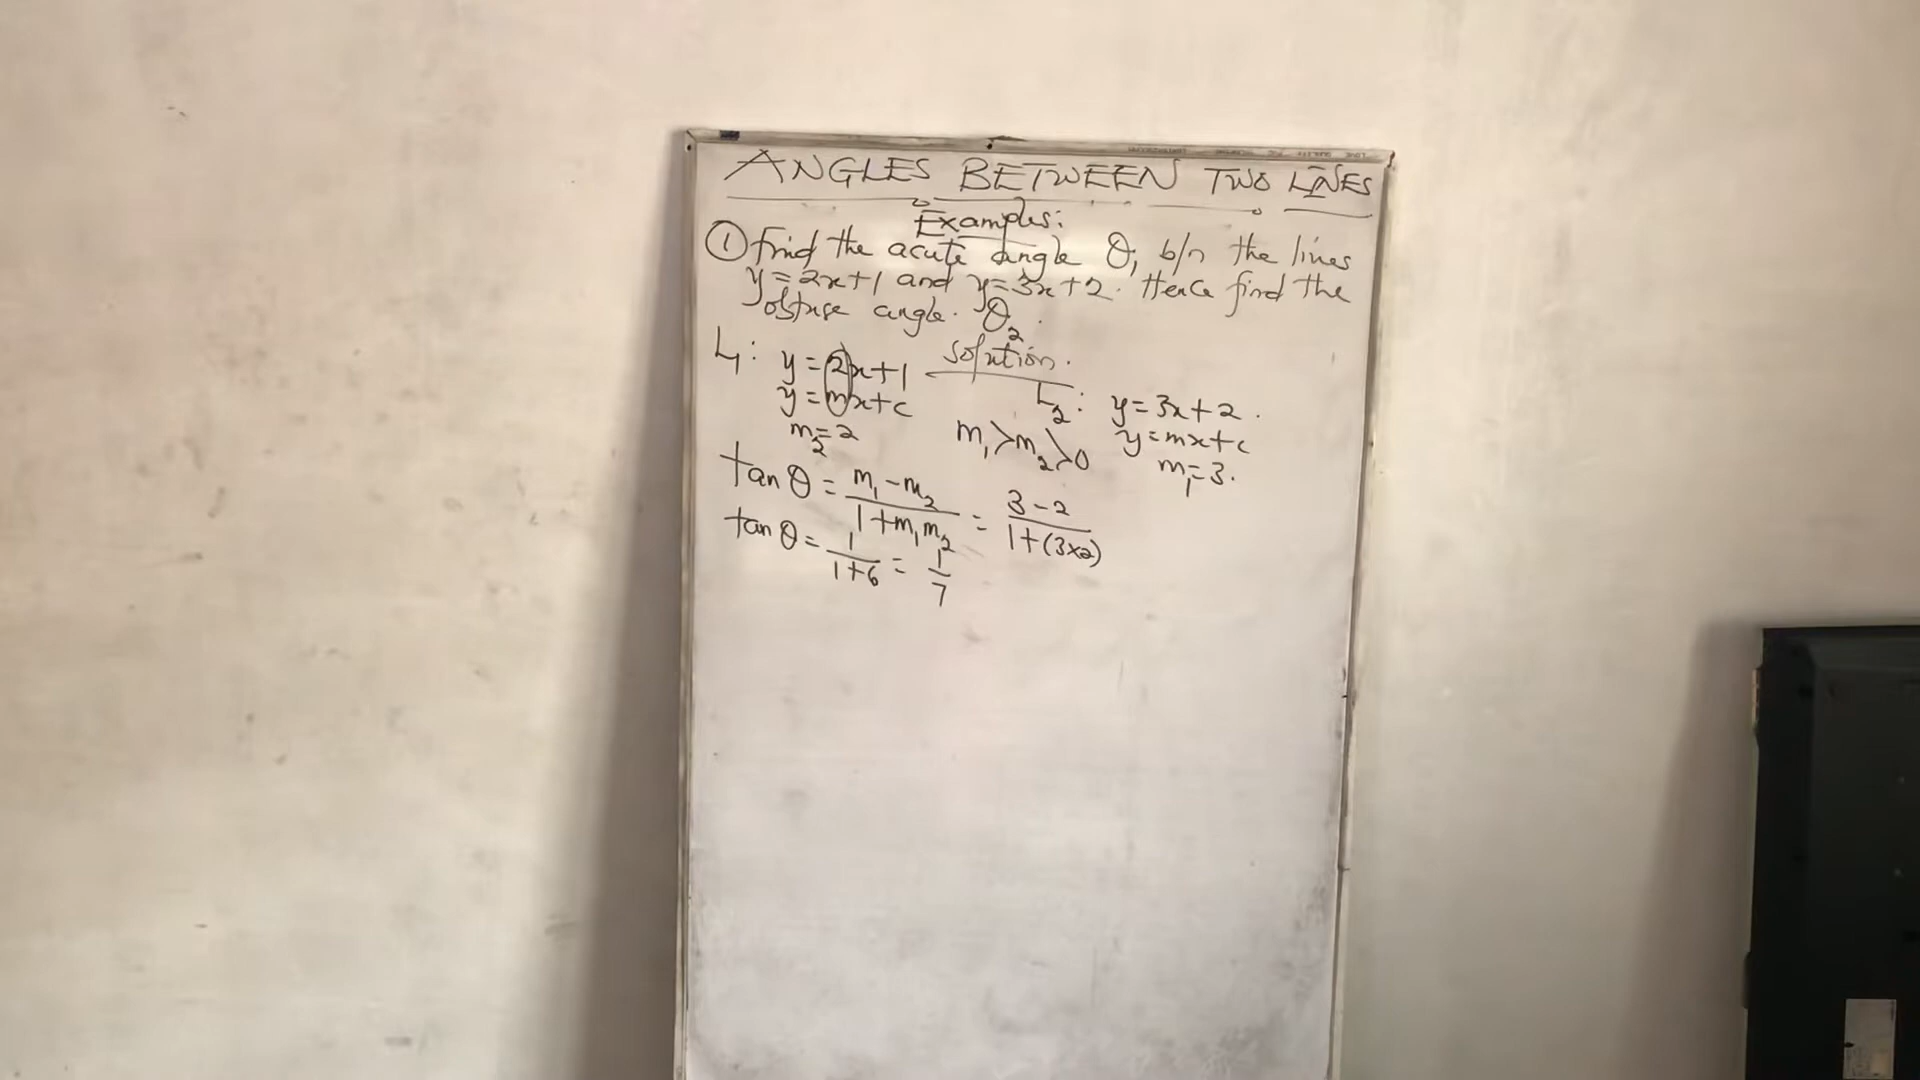 ANGLES BETWEEN TWO LINES
Examples:
① Find the acute angle θ, b/n the lines
y=2x+1 and y=3x+2. Hence find the
obtuse angle. θ₂.
Solution.
L₁: y=2x+1
y=mx+c
m₂=2
L₂: y=3x+2.
y=mx+c
m₁=3.
m₁>m₂>0
tan θ = (m₁-m₂)/(1+m₁m₂) = (3-2)/(1+(3×2))
tan θ = 1/(1+6) = 1/7